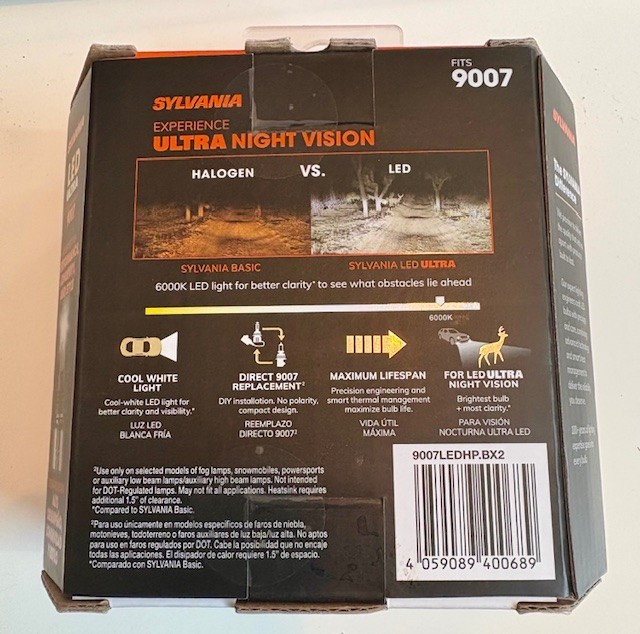 FITS
9007
SYLVANIA
EXPERIENCE
ULTRA NIGHT VISION
HALOGEN VS. LED
SYLVANIA BASIC
SYLVANIA LED ULTRA
6000K LED light for better clarity* to see what obstacles lie ahead
6000K
COOL WHITE
LIGHT
Cool-white LED light for
better clarity and visibility.*
LUZ LED
BLANCA FRÍA
DIRECT 9007
REPLACEMENT²
DIY installation. No polarity,
compact design.
REEMPLAZO
DIRECTO 9007²
MAXIMUM LIFESPAN
Precision engineering and
smart thermal management
maximize bulb life.
VIDA ÚTIL
MÁXIMA
FOR LED ULTRA
NIGHT VISION
Brightest bulb
+ most clarity.*
PARA VISIÓN
NOCTURNA ULTRA LED
²Use only on selected models of fog lamps, snowmobiles, powersports
or auxiliary low beam lamps/auxiliary high beam lamps. Not intended
for DOT-Regulated lamps. May not fit all applications. Heatsink requires
additional 1.5" of clearance.
*Compared to SYLVANIA Basic.
²Para uso únicamente en modelos específicos de faros de niebla,
motonieves, todoterreno o faros auxiliares de luz baja/luz alta. No aptos
para uso en faros regulados por DOT. Cabe la posibilidad que no encaje
todas las aplicaciones. El disipador de calor requiere 1.5" de espacio.
*Comparado con SYLVANIA Basic.
9007LEDHP.BX2
4 059089 400689
SYLVANIA
The SYLVANIA
Difference
LED